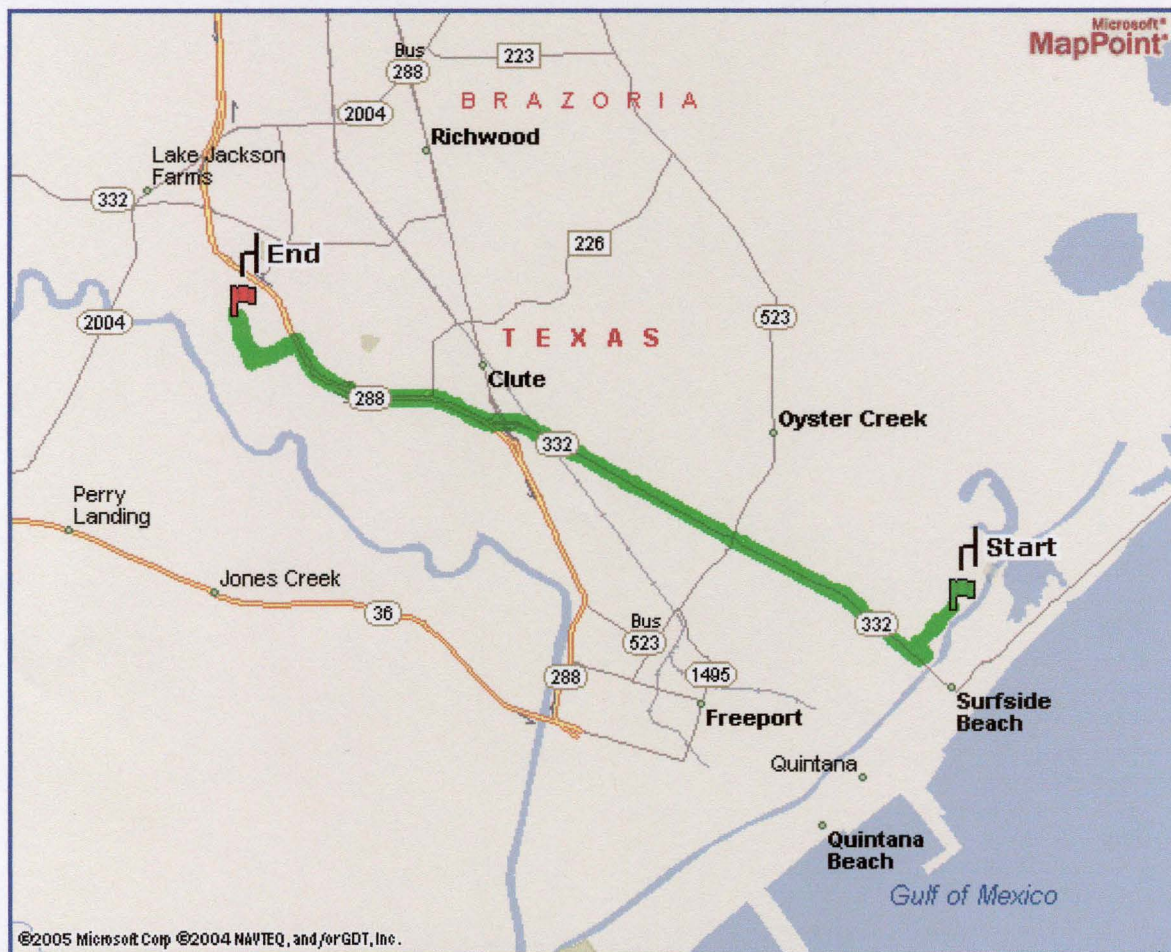 Microsoft®
MapPoint®
Bus
288
223
BRAZORIA
2004
Richwood
Lake Jackson
Farms
332
226
End
2004
523
TEXAS
Clute
288
Oyster Creek
332
Perry
Landing
Start
Jones Creek
36
332
Bus
523
288
1495
Freeport
Surfside
Beach
Quintana
Quintana
Beach
Gulf of Mexico
©2005 Microsoft Corp ©2004 NAVTEQ, and/or GDT, Inc.